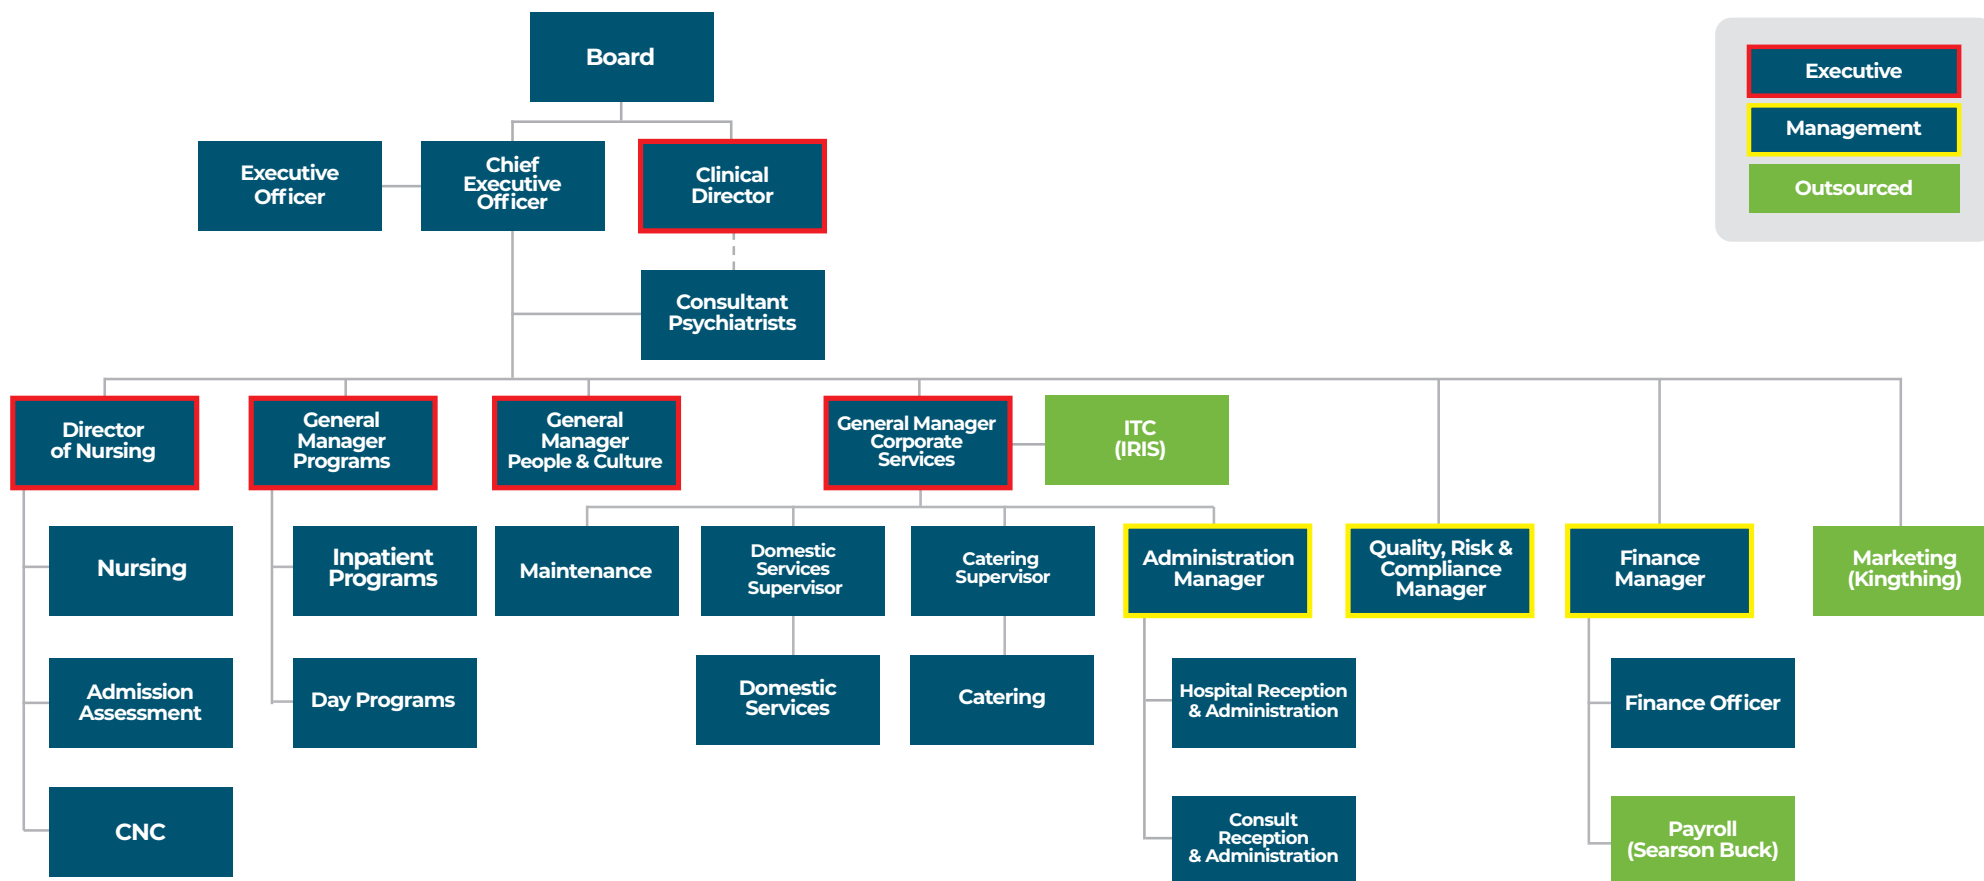 Board
Executive
Management
Outsourced
Executive
Officer
Chief
Executive
Officer
Clinical
Director
Consultant
Psychiatrists
Director
of Nursing
General
Manager
Programs
General
Manager
People & Culture
General Manager
Corporate
Services
ITC
(IRIS)
Nursing
Inpatient
Programs
Maintenance
Domestic
Services
Supervisor
Catering
Supervisor
Administration
Manager
Quality, Risk &
Compliance
Manager
Finance
Manager
Marketing
(Kingthing)
Admission
Assessment
Day Programs
Domestic
Services
Catering
Hospital Reception
& Administration
Finance Officer
CNC
Consult
Reception
& Administration
Payroll
(Searson Buck)